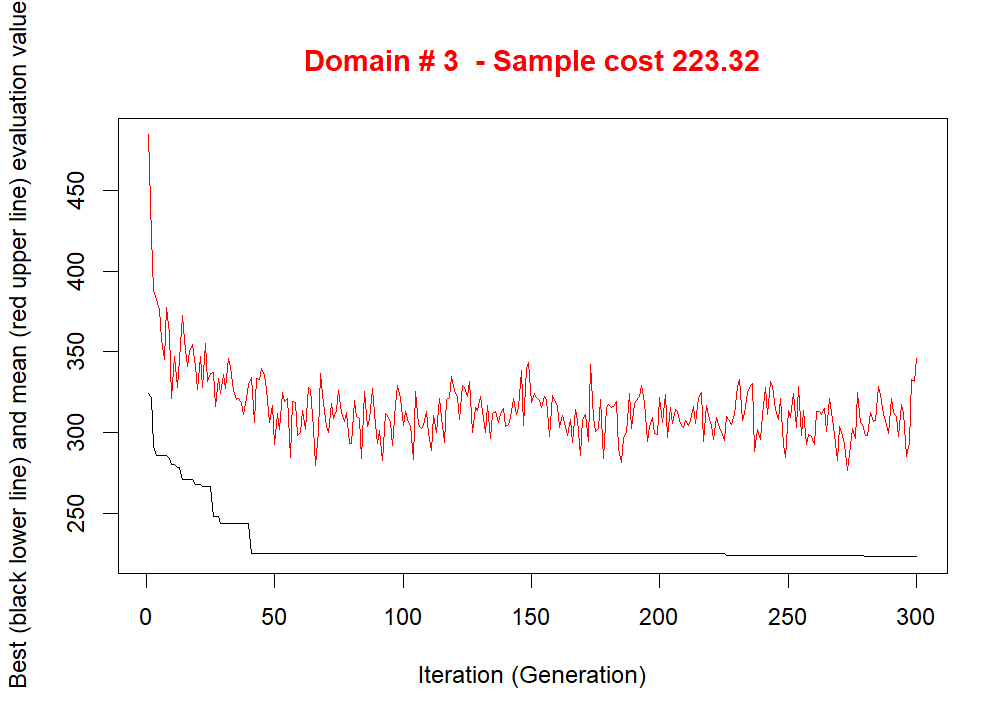 Domain # 3  - Sample cost 223.32
Best (black lower line) and mean (red upper line) evaluation value
450
400
350
300
250
0 50 100 150 200 250 300
Iteration (Generation)